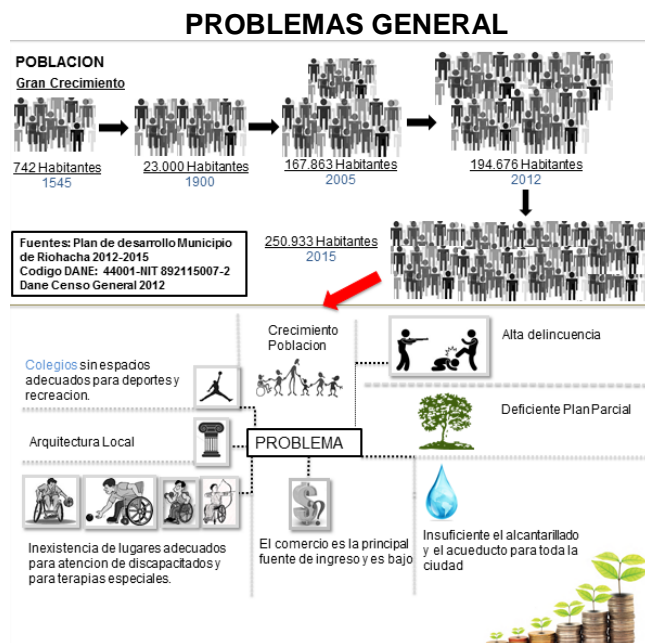 PROBLEMAS GENERAL
POBLACION
Gran Crecimiento
742 Habitantes
1545
23.000 Habitantes
1900
167.863 Habitantes
2005
194.676 Habitantes
2012
250.933 Habitantes
2015
Fuentes: Plan de desarrollo Municipio
de Riohacha 2012-2015
Codigo DANE: 44001-NIT 892115007-2
Dane Censo General 2012
Crecimiento
Poblacion
Alta delincuencia
Colegios sin espacios
adecuados para deportes y
recreacion.
Deficiente Plan Parcial
Arquitectura Local
PROBLEMA
Inexistencia de lugares adecuados
para atencion de discapacitados y
para terapias especiales.
El comercio es la principal
fuente de ingreso y es bajo
Insuficiente el alcantarillado
y el acueducto para toda la
ciudad